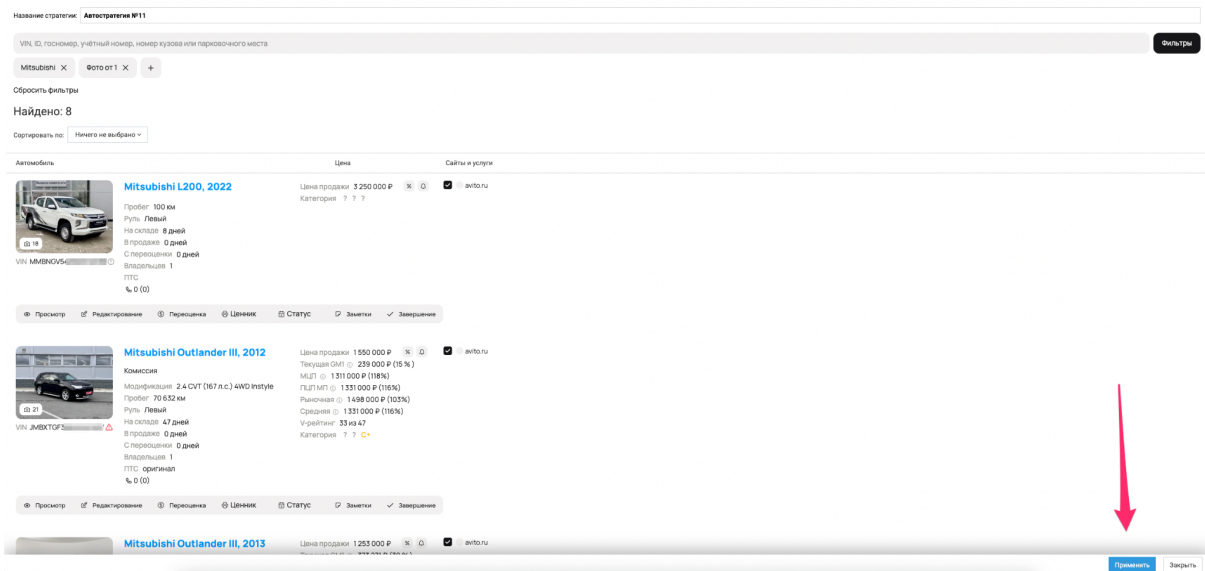 Название стратегии: Автостратегия №11
VIN, ID, госномер, учётный номер, номер кузова или парковочного места
Фильтры
Mitsubishi ×
Фото от 1 ×
+
Сбросить фильтры
Найдено: 8
Сортировать по: Ничего не выбрано
Автомобиль Цена Сайты и услуги
Mitsubishi L200, 2022
Пробег 100 км
Руль Левый
На складе 8 дней
В продаже 0 дней
С переоценки 0 дней
Владельцев 1
ПТС
0 (0)
18
VIN MMBNGV5
Цена продажи 3 250 000 ₽ %
Категория ? ? ?
avito.ru
Просмотр Редактирование Переоценка Ценник Статус Заметки Завершение
Mitsubishi Outlander III, 2012
Комиссия
Модификация 2.4 CVT (167 л.с.) 4WD Instyle
Пробег 70 632 км
Руль Левый
На складе 47 дней
В продаже 0 дней
С переоценки 0 дней
Владельцев 1
ПТС оригинал
0 (0)
21
VIN JMBXTGF
Цена продажи 1 550 000 ₽ %
Текущая GM1 239 000 ₽ (15 %)
МЦП 1 311 000 ₽ (118%)
ПЦП МП 1 331 000 ₽ (116%)
Рыночная 1 498 000 ₽ (103%)
Средняя 1 331 000 ₽ (116%)
V-рейтинг 33 из 47
Категория ? ? C+
avito.ru
Просмотр Редактирование Переоценка Ценник Статус Заметки Завершение
Mitsubishi Outlander III, 2013
Цена продажи 1 253 000 ₽ %
avito.ru
Применить Закрыть